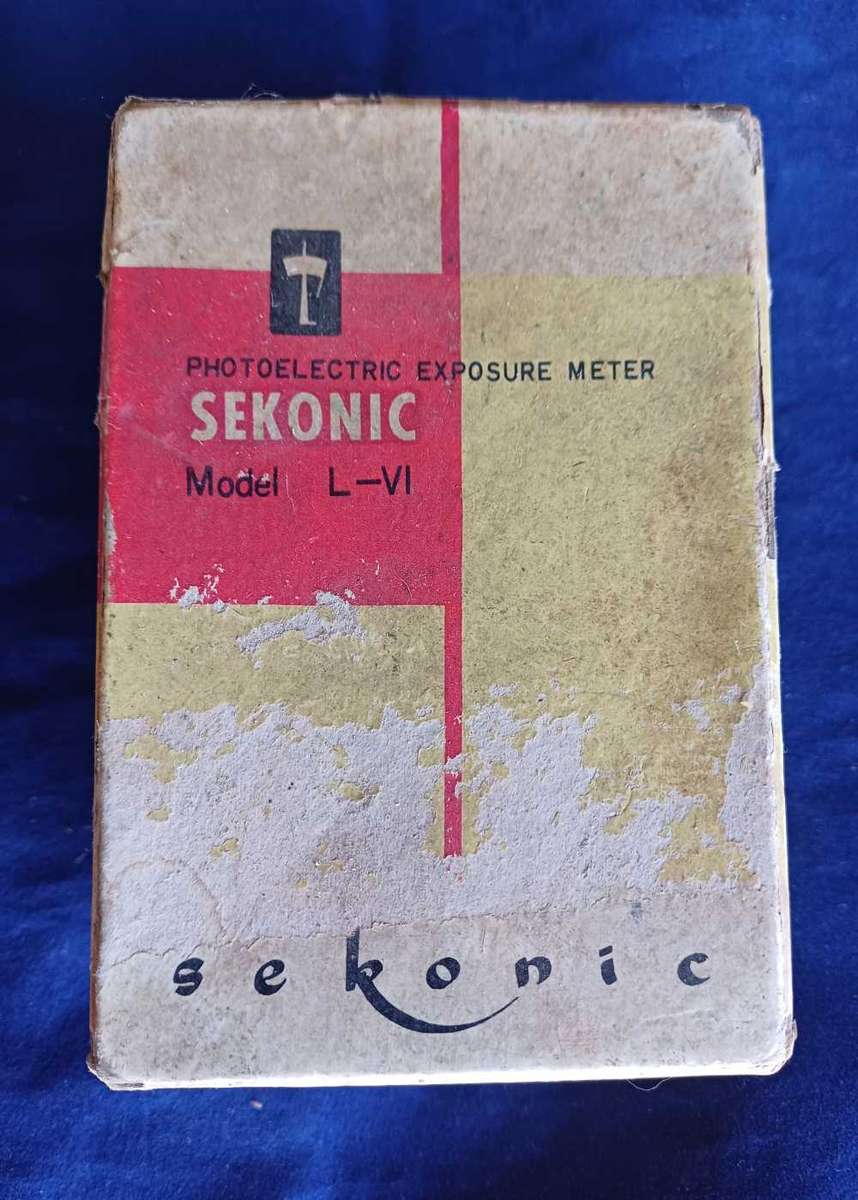 PHOTOELECTRIC EXPOSURE METER
SEKONIC
Model L-VI
sekonic